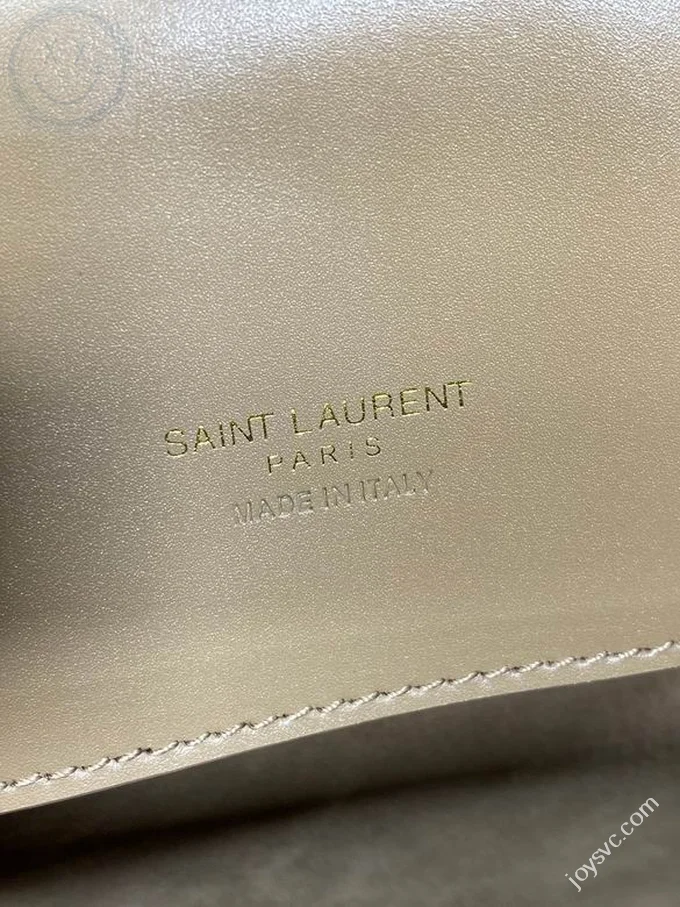 SAINT LAURENT
PARIS
MADE IN ITALY
joysvc.com